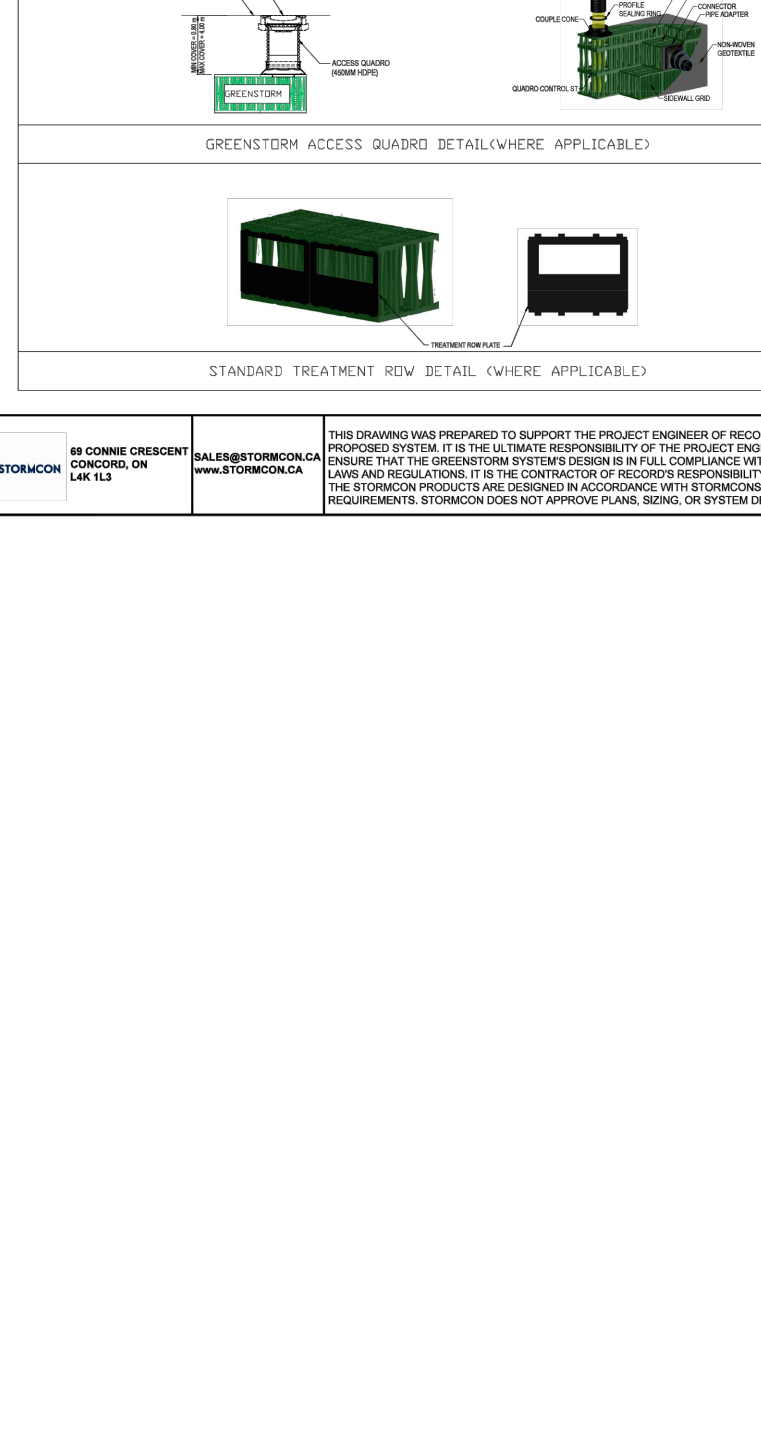 PROFILE
SEALING RING
CONNECTOR
PIPE ADAPTER
COUPLE CONE
NON-WOVEN
GEOTEXTILE
MIN COVER = 0.80 m
MAX COVER = 4.00 m
ACCESS QUADRO
(450MM HDPE)
GREENSTORM
QUADRO CONTROL ST
SIDEWALL GRID
GREENSTORM ACCESS QUADRO DETAIL(WHERE APPLICABLE)
TREATMENT ROW PLATE
STANDARD TREATMENT ROW DETAIL (WHERE APPLICABLE)
STORMCON
69 CONNIE CRESCENT
CONCORD, ON
L4K 1L3
SALES@STORMCON.CA
www.STORMCON.CA
THIS DRAWING WAS PREPARED TO SUPPORT THE PROJECT ENGINEER OF RECO
PROPOSED SYSTEM. IT IS THE ULTIMATE RESPONSIBILITY OF THE PROJECT ENG
ENSURE THAT THE GREENSTORM SYSTEM'S DESIGN IS IN FULL COMPLIANCE WIT
LAWS AND REGULATIONS. IT IS THE CONTRACTOR OF RECORD'S RESPONSIBILITY
THE STORMCON PRODUCTS ARE DESIGNED IN ACCORDANCE WITH STORMCONS
REQUIREMENTS. STORMCON DOES NOT APPROVE PLANS, SIZING, OR SYSTEM DE